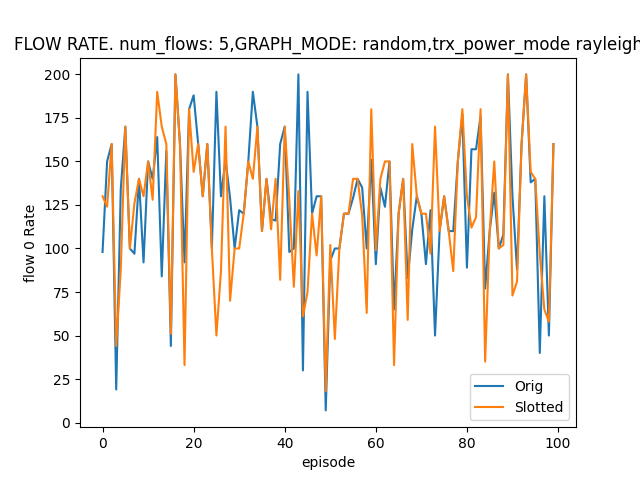 FLOW RATE. num_flows: 5,GRAPH_MODE: random,trx_power_mode rayleigh
flow 0 Rate
200
175
150
125
100
75
50
25
0
Orig
Slotted
0 20 40 60 80 100
episode